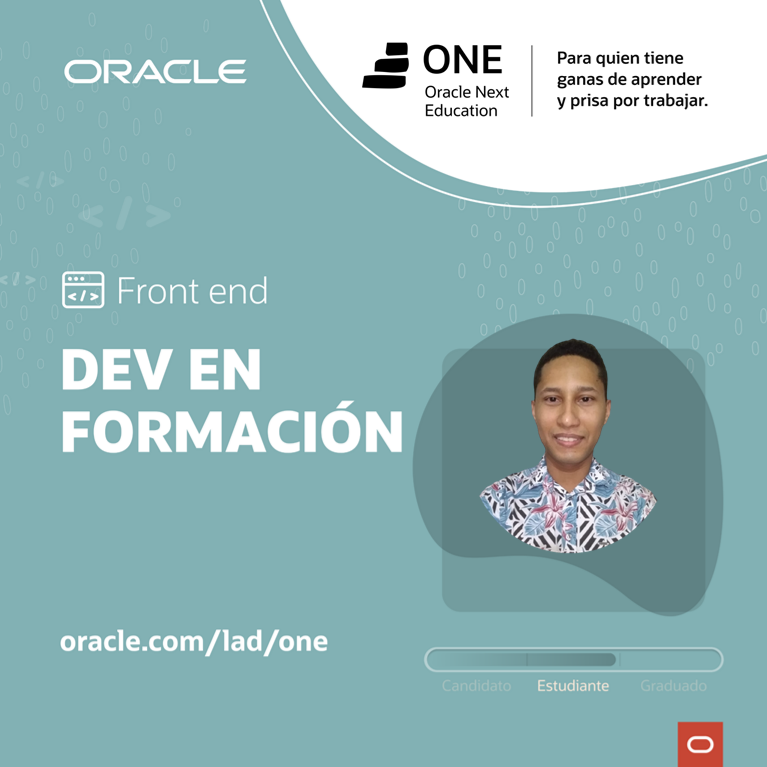 ORACLE
ONE
Oracle Next
Education
Para quien tiene
ganas de aprender
y prisa por trabajar.
</>
</>
</>
</>
Front end
DEV EN
FORMACIÓN
oracle.com/lad/one
Candidato
Estudiante
Graduado